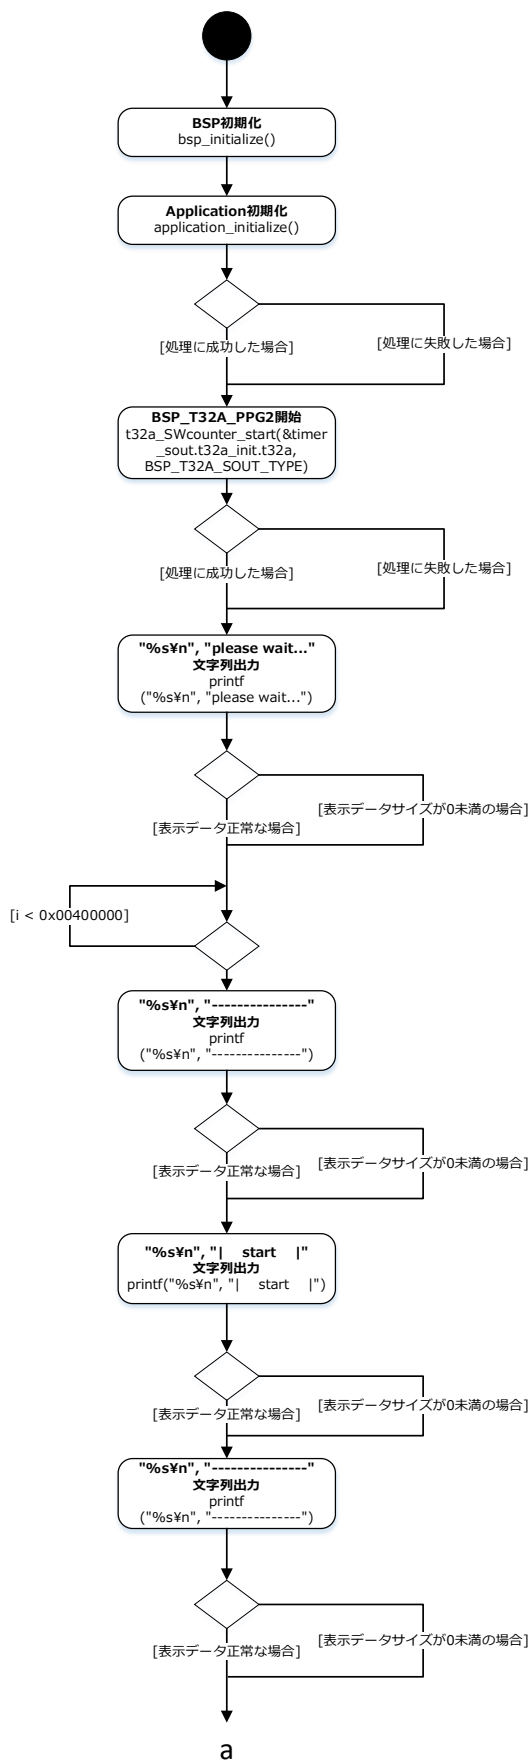 BSP初期化
bsp_initialize()
Application初期化
application_initialize()
[処理に成功した場合]
[処理に失敗した場合]
BSP_T32A_PPG2開始
t32a_SWcounter_start(&timer
_sout.t32a_init.t32a,
BSP_T32A_SOUT_TYPE)
[処理に成功した場合]
[処理に失敗した場合]
"%s¥n", "please wait..."
文字列出力
printf
("%s¥n", "please wait...")
[表示データサイズが0未満の場合]
[表示データ正常な場合]
[i < 0x00400000]
"%s¥n", "---------------"
文字列出力
printf
("%s¥n", "---------------")
[表示データサイズが0未満の場合]
[表示データ正常な場合]
"%s¥n", "|    start    |"
文字列出力
printf("%s¥n", "|    start    |")
[表示データサイズが0未満の場合]
[表示データ正常な場合]
"%s¥n", "---------------"
文字列出力
printf
("%s¥n", "---------------")
[表示データサイズが0未満の場合]
[表示データ正常な場合]
a